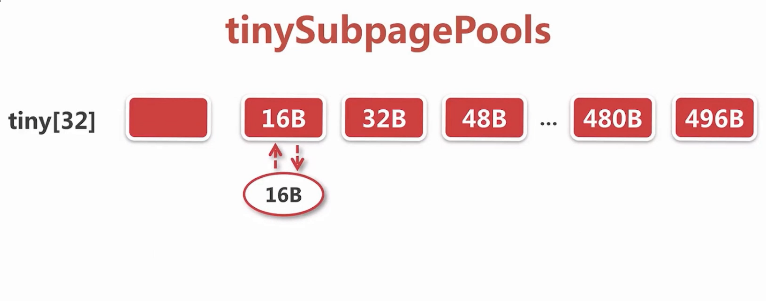 tinySubpagePools
tiny[32] 16B 32B 48B ... 480B 496B
16B